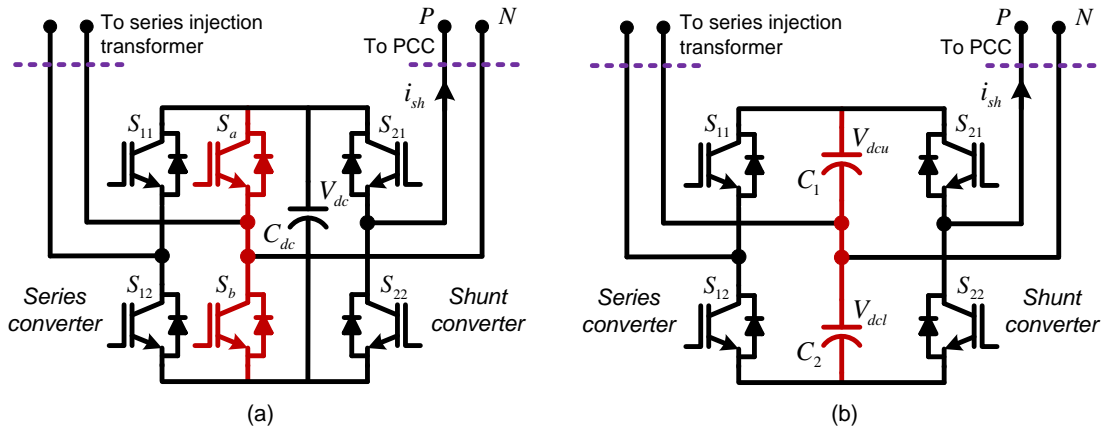 To series injection
transformer
P
N
To PCC
i_sh
S_11
S_a
S_21
V_dc
C_dc
S_12
S_b
S_22
Series
converter
Shunt
converter
(a)
To series injection
transformer
P
N
To PCC
i_sh
S_11
V_dcu
S_21
C_1
S_12
V_dcl
S_22
C_2
Series
converter
Shunt
converter
(b)